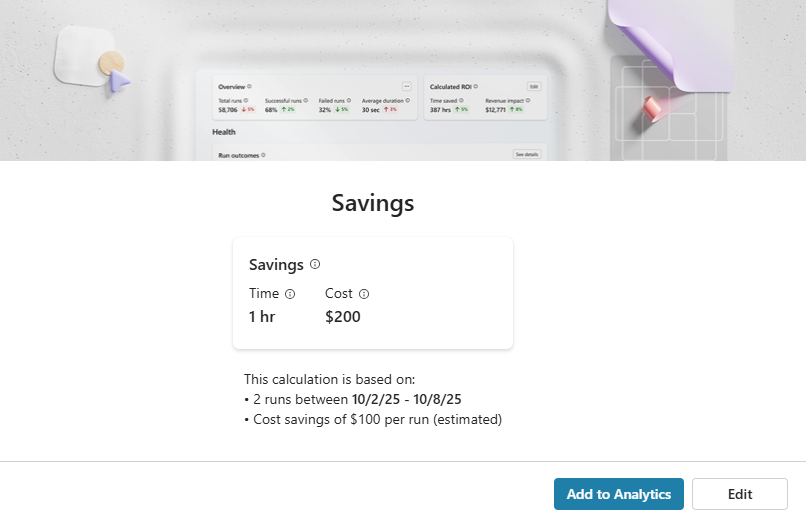 Overview
Total runs Successful runs Failed runs Average duration
58,706 5% 68% 2% 32% 5% 30 sec 3%
Calculated ROI Edit
Time saved Revenue impact
387 hrs 5% $12,771 8%
Health
Run outcomes See details
Savings
Savings
Time Cost
1 hr $200
This calculation is based on:
• 2 runs between 10/2/25 - 10/8/25
• Cost savings of $100 per run (estimated)
Add to Analytics Edit